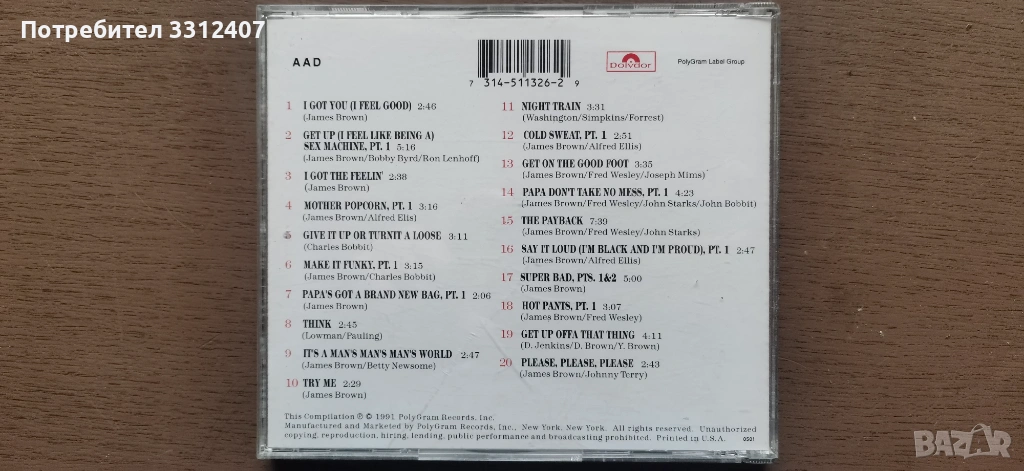 Потребител 3312407
AAD
7 314-511326-2 9
Polydor
PolyGram Label Group
1 I GOT YOU (I FEEL GOOD) 2:46
(James Brown)
2 GET UP (I FEEL LIKE BEING A)
SEX MACHINE, PT. 1 5:16
(James Brown/Bobby Byrd/Ron Lenhoff)
3 I GOT THE FEELIN' 2:38
(James Brown)
4 MOTHER POPCORN, PT. 1 3:16
(James Brown/Alfred Elis)
5 GIVE IT UP OR TURNIT A LOOSE 3:11
(Charles Bobbit)
6 MAKE IT FUNKY, PT. 1 3:15
(James Brown/Charles Bobbit)
7 PAPA'S GOT A BRAND NEW BAG, PT. 1 2:06
(James Brown)
8 THINK 2:45
(Lowman/Pauling)
9 IT'S A MAN'S MAN'S MAN'S WORLD 2:47
(James Brown/Betty Newsome)
10 TRY ME 2:29
(James Brown)
11 NIGHT TRAIN 3:31
(Washington/Simpkins/Forrest)
12 COLD SWEAT, PT. 1 2:51
(James Brown/Alfred Ellis)
13 GET ON THE GOOD FOOT 3:35
(James Brown/Fred Wesley/Joseph Mims)
14 PAPA DON'T TAKE NO MESS, PT. 1 4:23
(James Brown/Fred Wesley/John Starks/John Bobbit)
15 THE PAYBACK 7:39
(James Brown/Fred Wesley/John Starks)
16 SAY IT LOUD (I'M BLACK AND I'M PROUD), PT. 1 2:47
(James Brown/Alfred Ellis)
17 SUPER BAD, PTS. 1&2 5:00
(James Brown)
18 HOT PANTS, PT. 1 3:07
(James Brown/Fred Wesley)
19 GET UP OFFA THAT THING 4:11
(D. Jenkins/D. Brown/Y. Brown)
20 PLEASE, PLEASE, PLEASE 2:43
(James Brown/Johnny Terry)
This Compilation ℗ © 1991 PolyGram Records, Inc.
Manufactured and Marketed by PolyGram Records, Inc., New York, New York. All rights reserved. Unauthorized
copying, reproduction, hiring, lending, public performance and broadcasting prohibited. Printed in U.S.A.
BAZAR